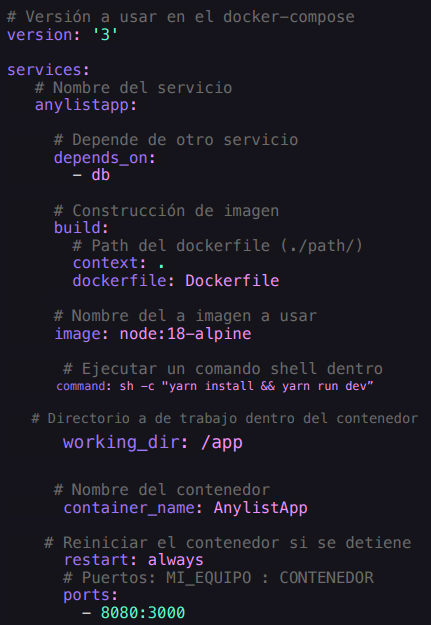 # Versión a usar en el docker-compose
version: '3'
services:
# Nombre del servicio
anylistapp:
# Depende de otro servicio
depends_on:
- db
# Construcción de imagen
build:
# Path del dockerfile (./path/)
context: .
dockerfile: Dockerfile
# Nombre del a imagen a usar
image: node:18-alpine
# Ejecutar un comando shell dentro
command: sh -c "yarn install && yarn run dev”
# Directorio a de trabajo dentro del contenedor
working_dir: /app
# Nombre del contenedor
container_name: AnylistApp
# Reiniciar el contenedor si se detiene
restart: always
# Puertos: MI_EQUIPO : CONTENEDOR
ports:
- 8080:3000